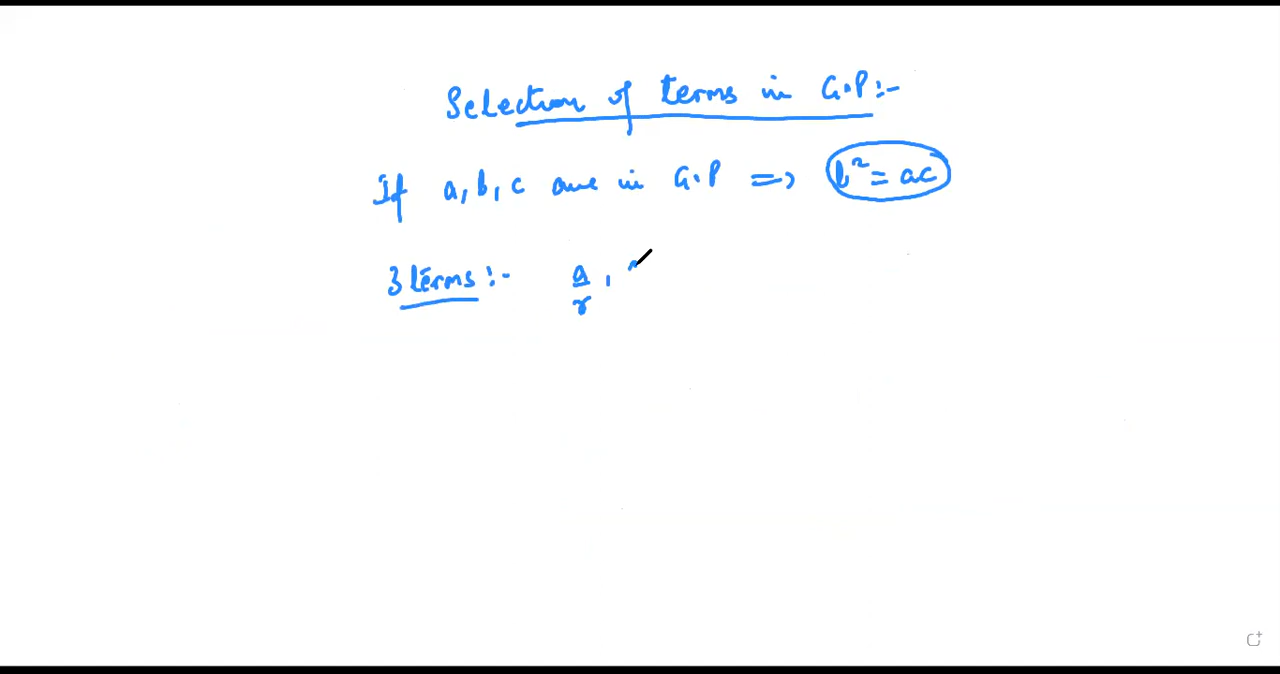 Selection of terms in G.P :-
If a, b, c are in G.P ⟹ b² = ac
3 terms :- a/r ,